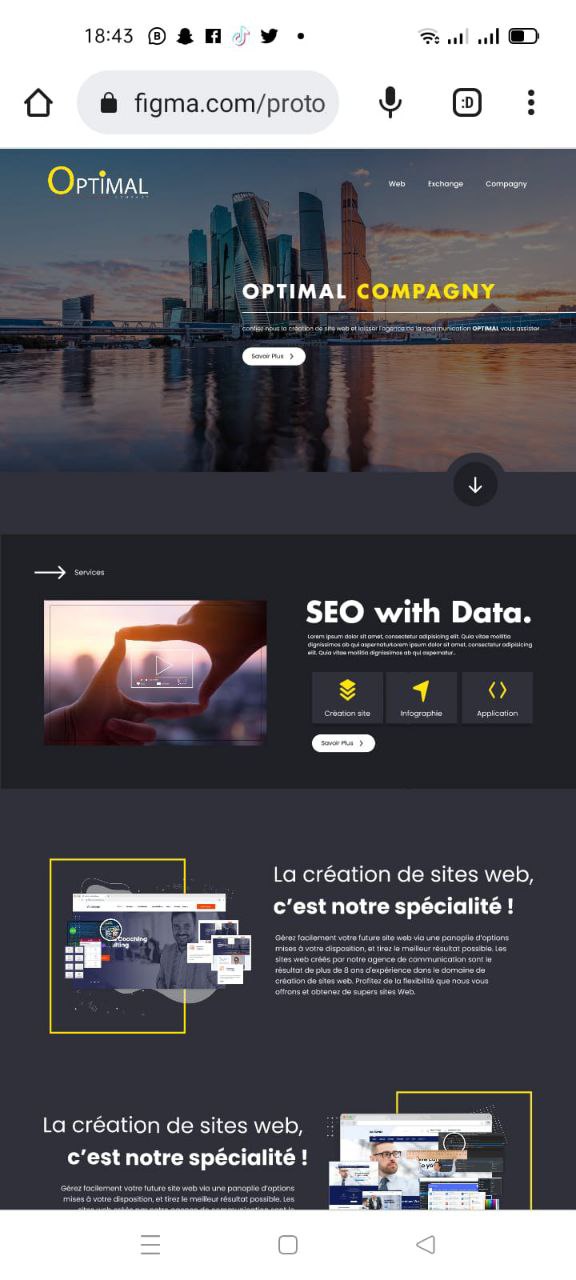 18:43
:D
figma.com/proto
OPTIMAL
Web Exchange Compagny
OPTIMAL COMPAGNY
confiez nous la création de site web et laisser l'agence de la communication OPTIMAL vous assister
Savoir Plus
Services
SEO with Data.
Lorem ipsum dolor sit amet, consectetur adipisicing elit. Quia vitae mollitia
dignissimos ab qui aspernaturlorem ipsum dolor sit amet, consectetur adipisicing
elit. Quia vitae mollitia dignissimos ab qui aspernatur..
Création site Infographie Application
Savoir Plus
La création de sites web,
c'est notre spécialité !
Gérez facilement votre future site web via une panoplie d'options
mises à votre disposition, et tirez le meilleur résultat possible. Les
sites web créés par notre agence de communication sont le
résultat de plus de 8 ans d'expérience dans le domaine de
création de sites web. Profitez de la flexibilité que nous vous
offrons et obtenez de supers sites Web.
La création de sites web,
c'est notre spécialité !
Gérez facilement votre future site web via une panoplie d'options
mises à votre disposition, et tirez le meilleur résultat possible. Les